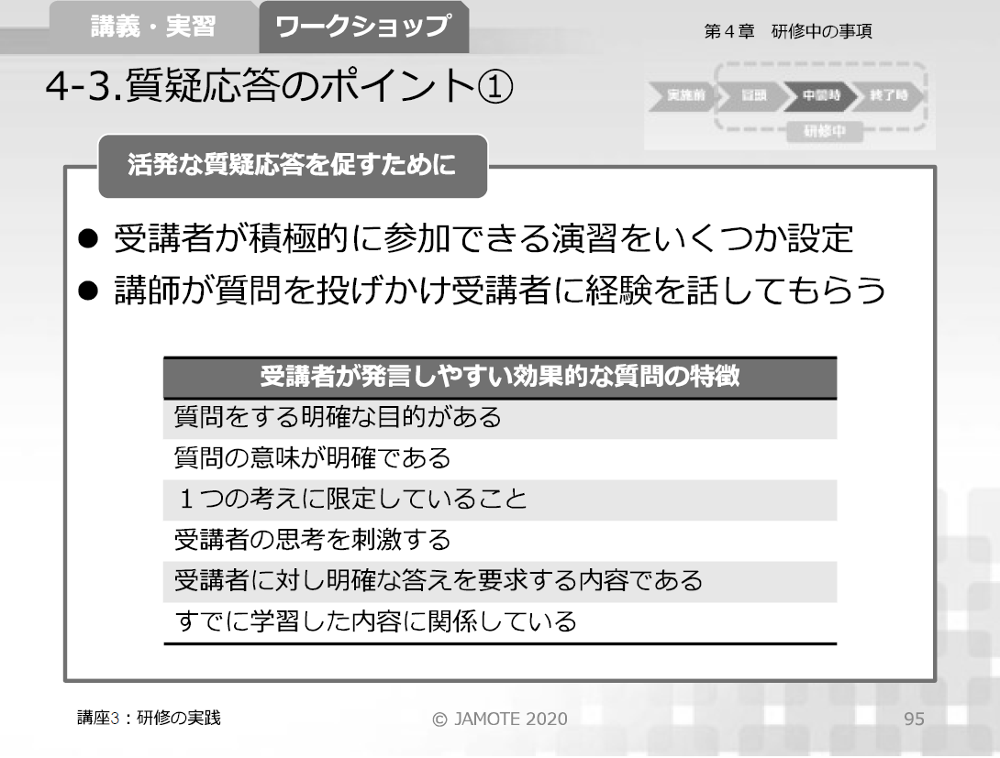 講義・実習
ワークショップ
第４章　研修中の事項
4-3.質疑応答のポイント①
実施前
冒頭
中間時
終了時
研修中
活発な質疑応答を促すために
● 受講者が積極的に参加できる演習をいくつか設定
● 講師が質問を投げかけ受講者に経験を話してもらう
受講者が発言しやすい効果的な質問の特徴
質問をする明確な目的がある
質問の意味が明確である
１つの考えに限定していること
受講者の思考を刺激する
受講者に対し明確な答えを要求する内容である
すでに学習した内容に関係している
講座3：研修の実践
© JAMOTE 2020
95